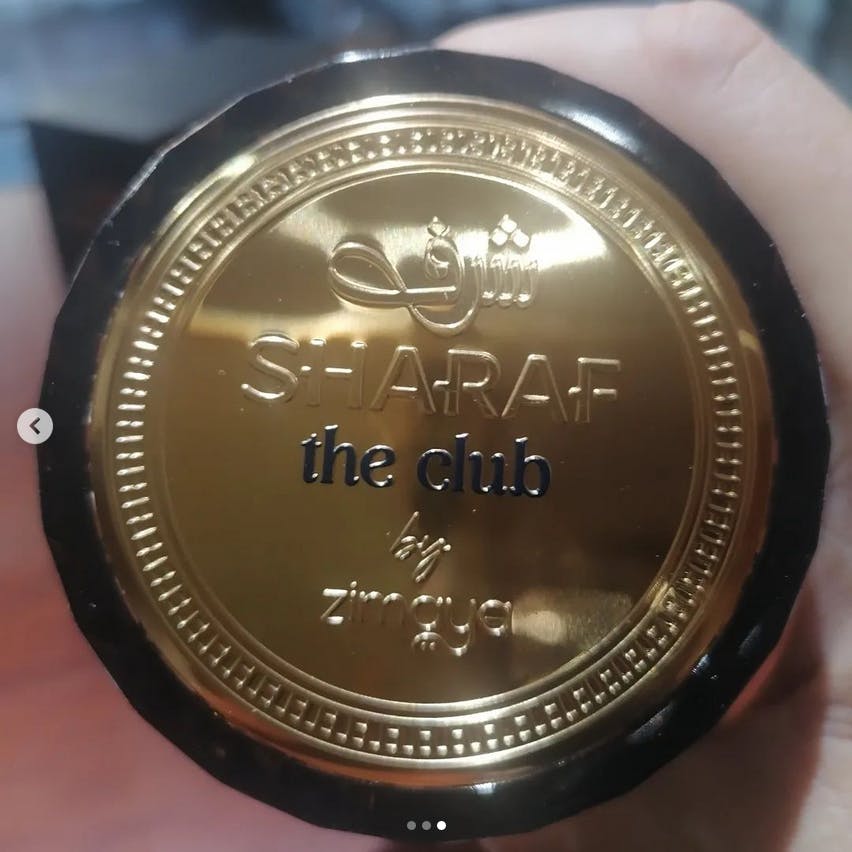 شرف
SHARAF
the club
by
zimaya